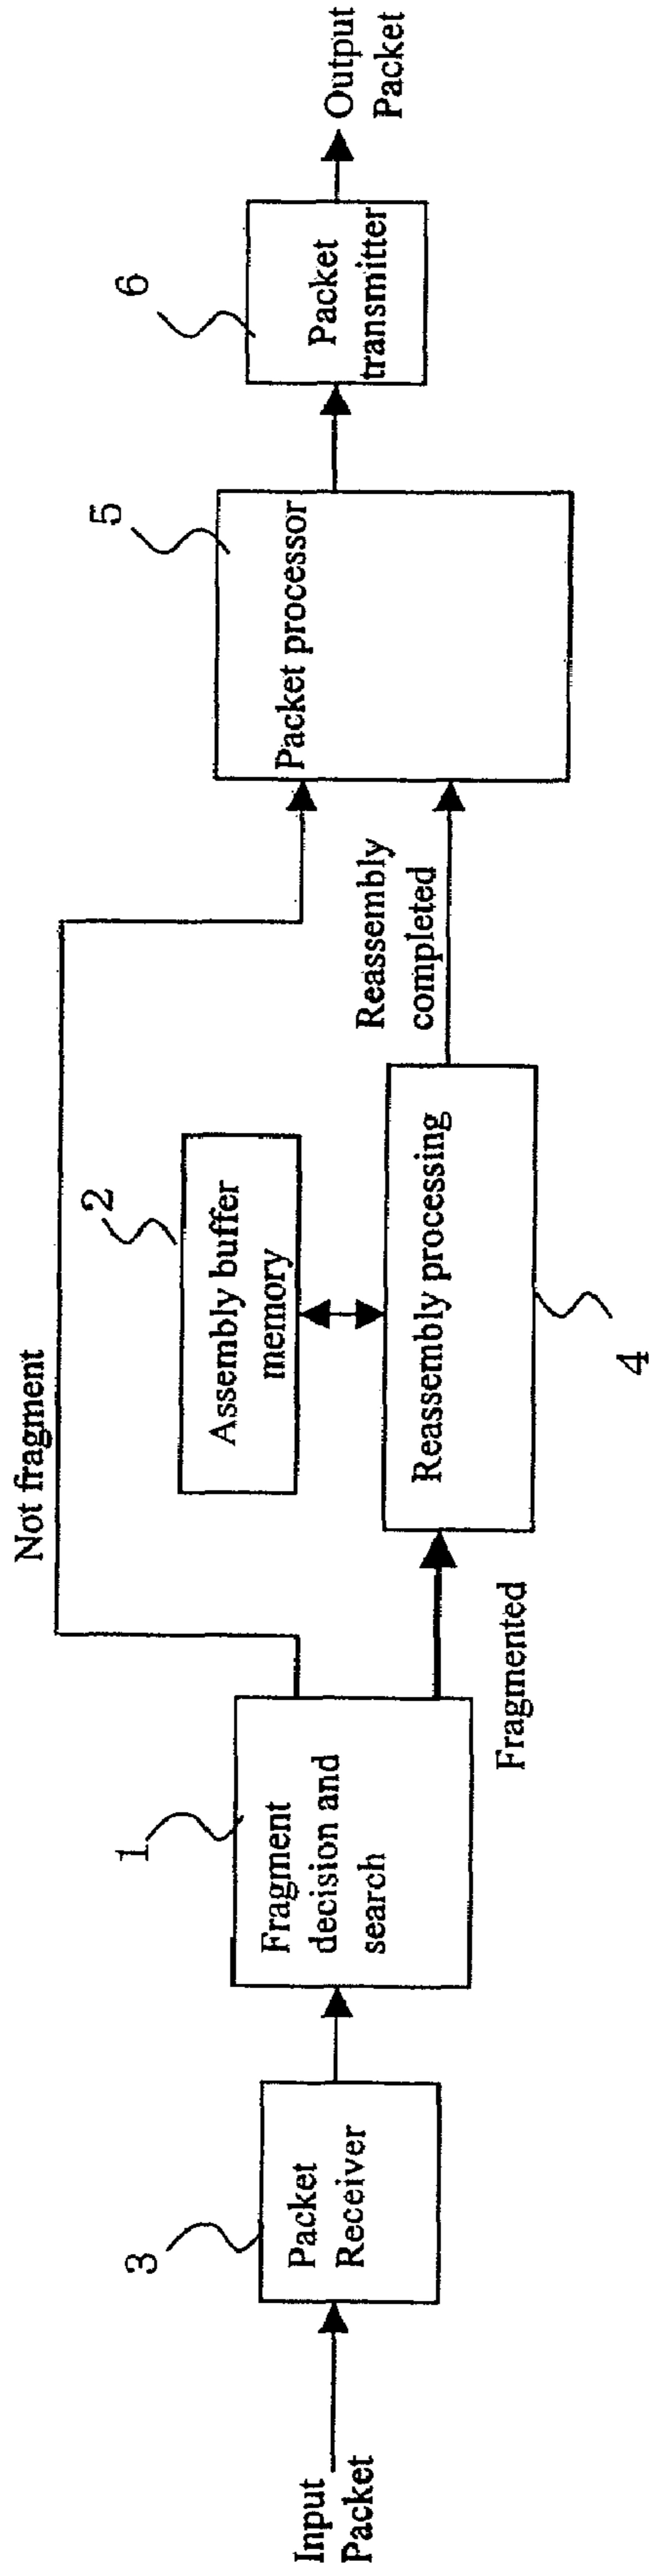 Input
Packet
3
Packet
Receiver
1
Fragment
decision and
search
Not fragment
Fragmented
2
Assembly buffer
memory
Reassembly processing
4
Reassembly
completed
5
Packet processor
6
Packet
transmitter
Output
Packet